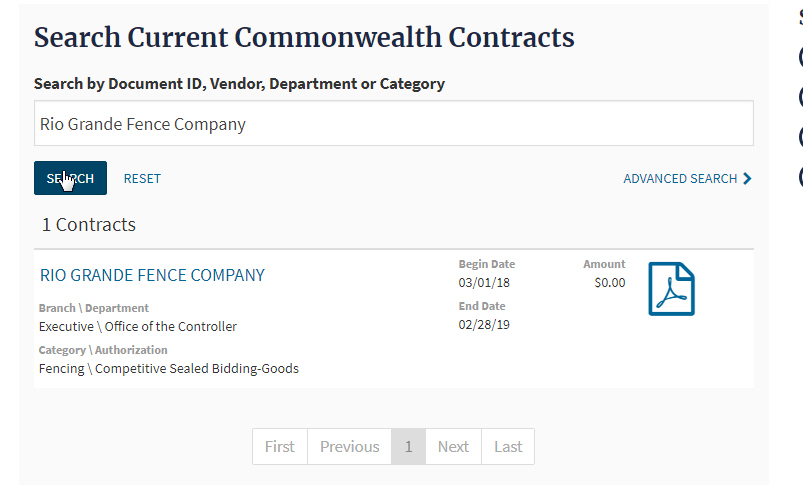 Search Current Commonwealth Contracts
Search by Document ID, Vendor, Department or Category
Rio Grande Fence Company
SEARCH RESET ADVANCED SEARCH
1 Contracts
RIO GRANDE FENCE COMPANY
Branch \ Department
Executive \ Office of the Controller
Category \ Authorization
Fencing \ Competitive Sealed Bidding-Goods
Begin Date
03/01/18
End Date
02/28/19
Amount
$0.00
First Previous 1 Next Last